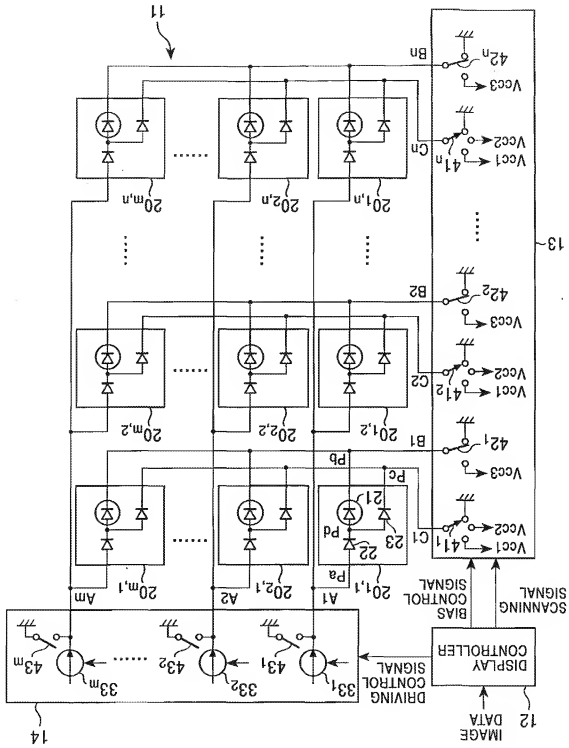 IMAGE
DATA
12
DISPLAY
CONTROLLER
DRIVING
CONTROL
SIGNAL
14
33₁
33₂
......
33m
43₁
43₂
43m
SCANNING
SIGNAL
BIAS
CONTROL
SIGNAL
A1
A2
Am
20₁,₁
20₂,₁
20m,₁
Vcc1
Vcc2
41₁
C1
Pa
22
23
Pd
21
Pc
Pb
......
Vcc3
42₁
B1
20₁,₂
20₂,₂
20m,₂
Vcc1
Vcc2
41₂
C2
......
Vcc3
42₂
B2
13
......
......
......
......
20₁,n
20₂,n
20m,n
Vcc1
Vcc2
41n
Cn
......
Vcc3
42n
Bn
11